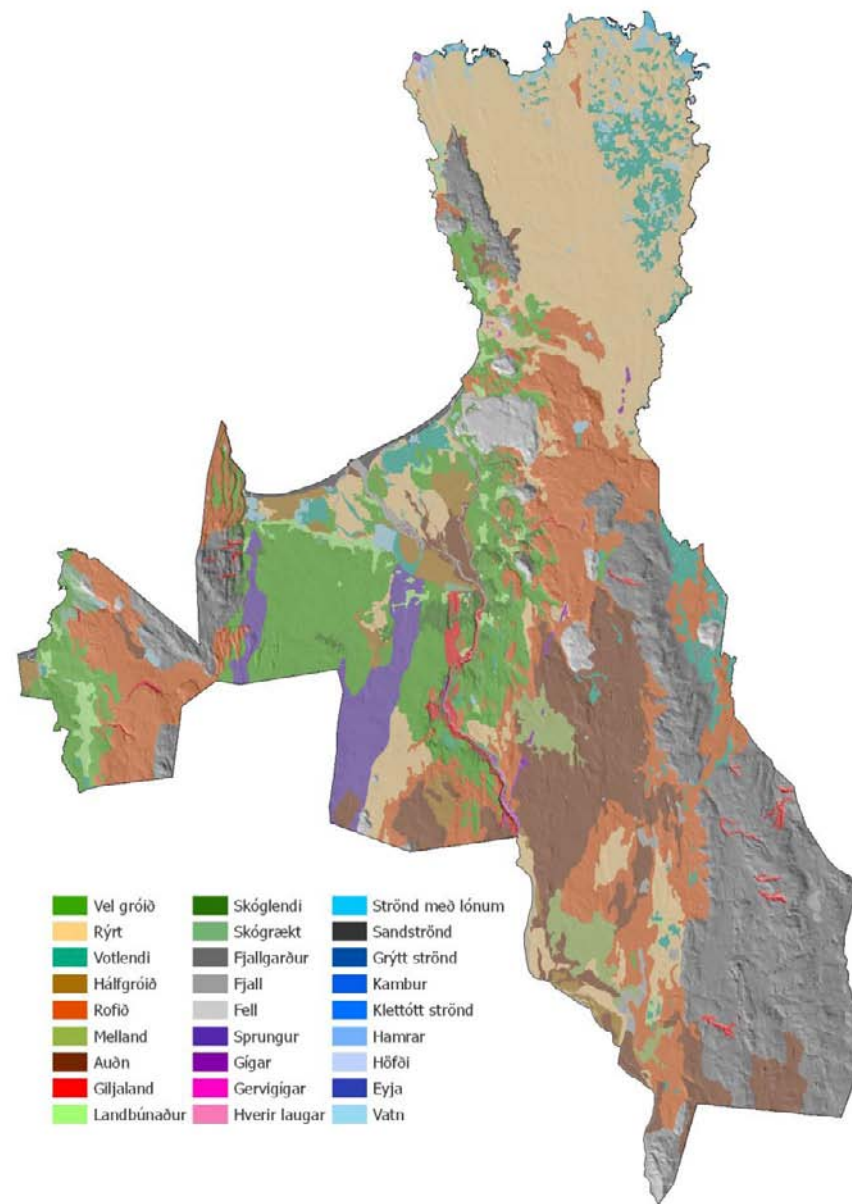 Vel gróið
Rýrt
Votlendi
Hálfgróið
Rofið
Melland
Auðn
Giljaland
Landbúnaður
Skóglendi
Skógrækt
Fjallgarður
Fjall
Fell
Sprungur
Gígar
Gervigígar
Hverir laugar
Strönd með lónum
Sandströnd
Grýtt strönd
Kambur
Klettótt strönd
Hamrar
Höfði
Eyja
Vatn